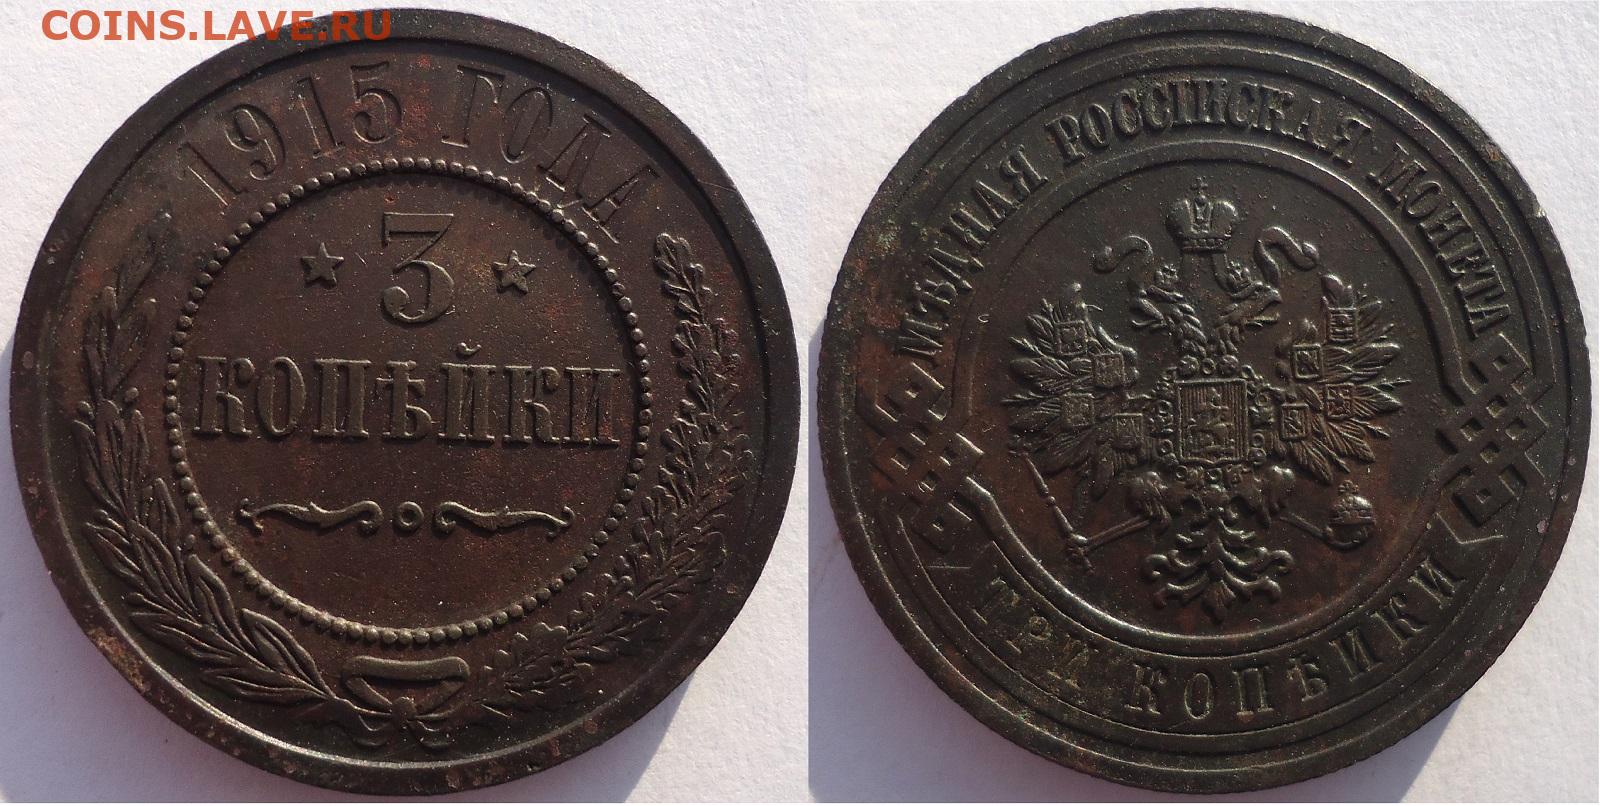 COINS.LAVE.RU
1915 ГОДА
3
КОПѢЙКИ
МѢДНАЯ РОССІЙСКАЯ МОНЕТА
ТРИ КОПѢЙКИ